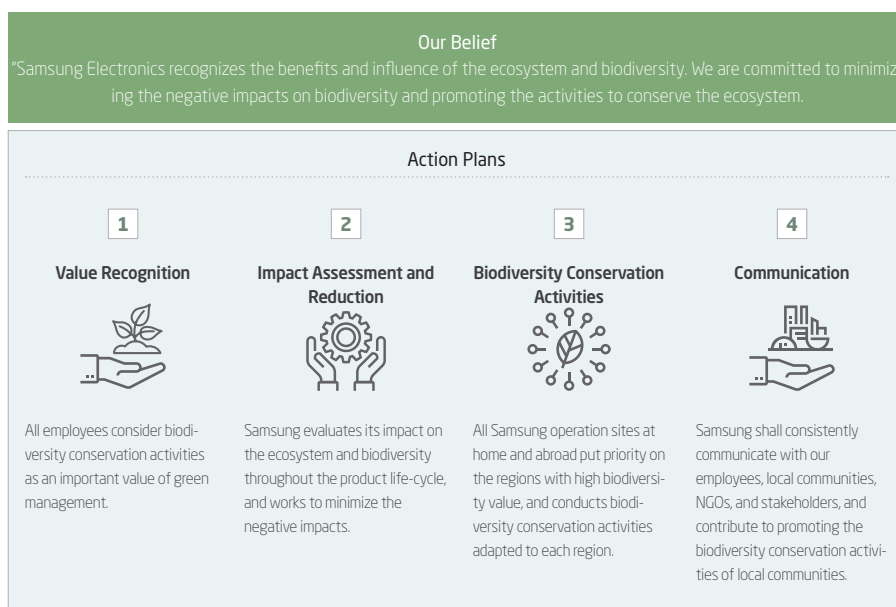 Our Belief
"Samsung Electronics recognizes the benefits and influence of the ecosystem and biodiversity. We are committed to minimiz
ing the negative impacts on biodiversity and promoting the activities to conserve the ecosystem.
Action Plans
1
Value Recognition
All employees consider biodi-
versity conservation activities
as an important value of green
management.
2
Impact Assessment and
Reduction
Samsung evaluates its impact on
the ecosystem and biodiversity
throughout the product life-cycle,
and works to minimize the
negative impacts.
3
Biodiversity Conservation
Activities
All Samsung operation sites at
home and abroad put priority on
the regions with high biodiversi-
ty value, and conducts biodi-
versity conservation activities
adapted to each region.
4
Communication
Samsung shall consistently
communicate with our
employees, local communities,
NGOs, and stakeholders, and
contribute to promoting the
biodiversity conservation activi-
ties of local communities.